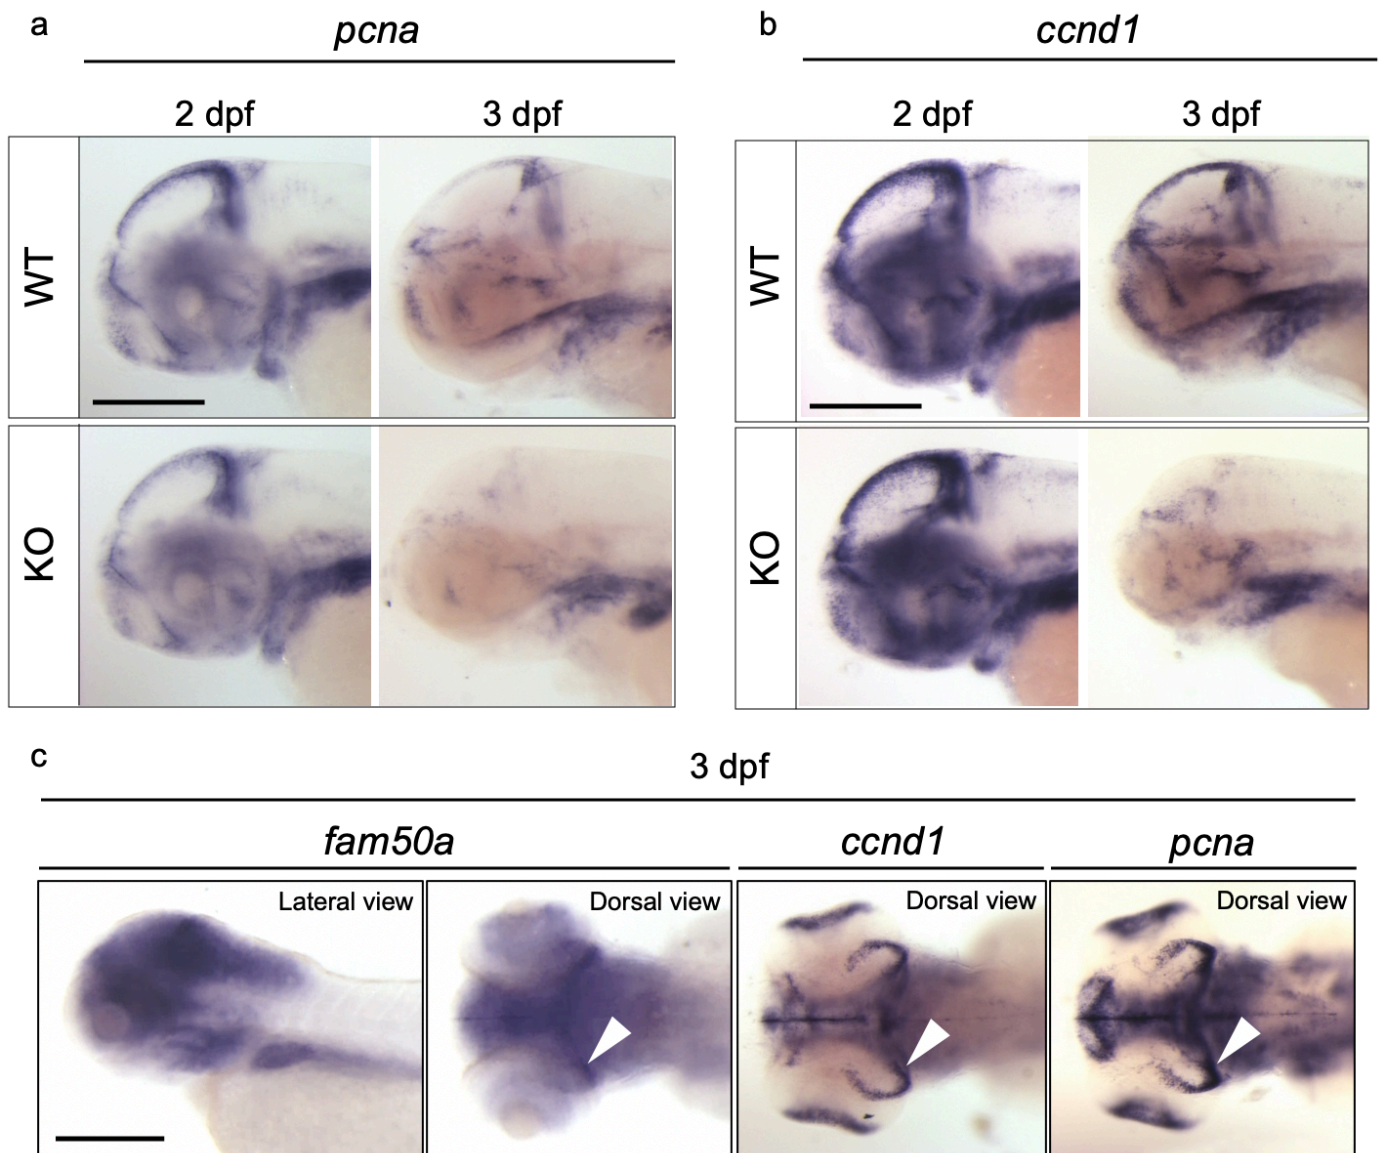 a
pcna
2 dpf
3 dpf
WT
KO
b
ccnd1
2 dpf
3 dpf
WT
KO
c
3 dpf
fam50a
ccnd1
pcna
Lateral view
Dorsal view
Dorsal view
Dorsal view